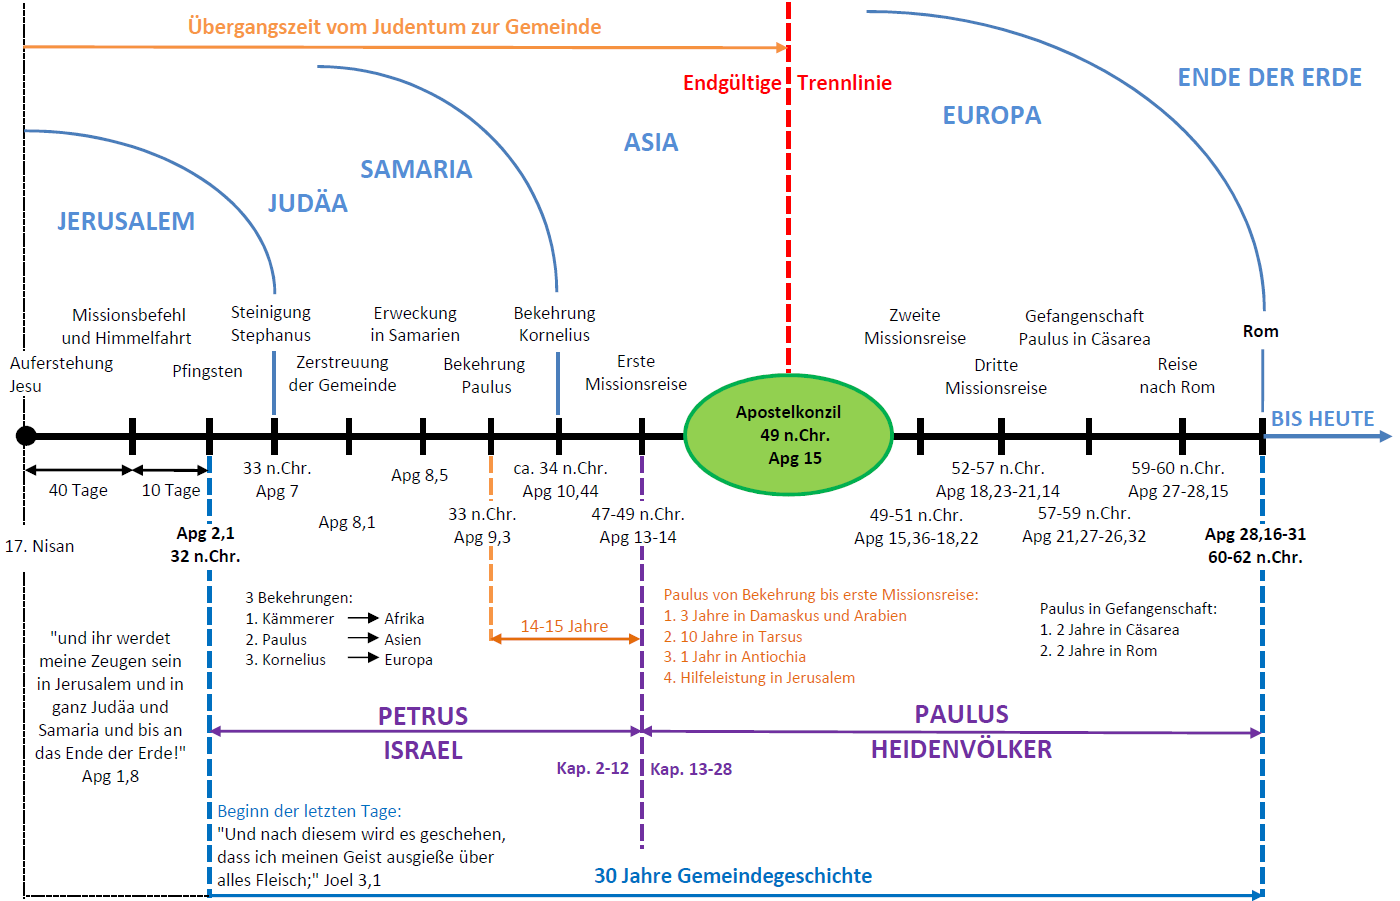 Übergangszeit vom Judentum zur Gemeinde
Endgültige Trennlinie
ENDE DER ERDE
EUROPA
ASIA
SAMARIA
JUDÄA
JERUSALEM
Missionsbefehl
und Himmelfahrt
Steinigung
Stephanus
Erweckung
in Samarien
Bekehrung
Kornelius
Zweite
Missionsreise
Gefangenschaft
Paulus in Cäsarea
Rom
Auferstehung
Jesu
Pfingsten
Zerstreuung
der Gemeinde
Bekehrung
Paulus
Erste
Missionsreise
Dritte
Missionsreise
Reise
nach Rom
Apostelkonzil
49 n.Chr.
Apg 15
BIS HEUTE
40 Tage
10 Tage
33 n.Chr.
Apg 7
Apg 8,5
ca. 34 n.Chr.
Apg 10,44
52-57 n.Chr.
Apg 18,23-21,14
59-60 n.Chr.
Apg 27-28,15
17. Nisan
Apg 2,1
32 n.Chr.
Apg 8,1
33 n.Chr.
Apg 9,3
47-49 n.Chr.
Apg 13-14
49-51 n.Chr.
Apg 15,36-18,22
57-59 n.Chr.
Apg 21,27-26,32
Apg 28,16-31
60-62 n.Chr.
"und ihr werdet
meine Zeugen sein
in Jerusalem und in
ganz Judäa und
Samaria und bis an
das Ende der Erde!"
Apg 1,8
3 Bekehrungen:
1. Kämmerer Afrika
2. Paulus Asien
3. Kornelius Europa
14-15 Jahre
Paulus von Bekehrung bis erste Missionsreise:
1. 3 Jahre in Damaskus und Arabien
2. 10 Jahre in Tarsus
3. 1 Jahr in Antiochia
4. Hilfeleistung in Jerusalem
Paulus in Gefangenschaft:
1. 2 Jahre in Cäsarea
2. 2 Jahre in Rom
PETRUS
ISRAEL
PAULUS
HEIDENVÖLKER
Kap. 2-12
Kap. 13-28
Beginn der letzten Tage:
"Und nach diesem wird es geschehen,
dass ich meinen Geist ausgieße über
alles Fleisch;" Joel 3,1
30 Jahre Gemeindegeschichte